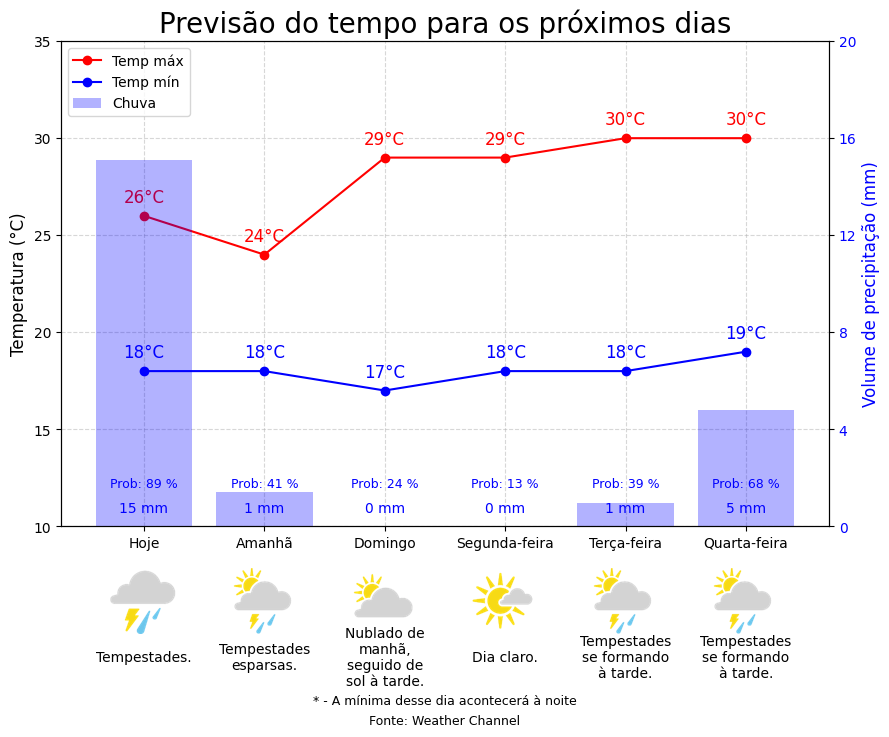 Previsão do tempo para os próximos dias
Temp máx
Temp mín
Chuva
Temperatura (°C)
35
30
25
20
15
10
Volume de precipitação (mm)
20
16
12
8
4
0
26°C
24°C
29°C
29°C
30°C
30°C
18°C
18°C
17°C
18°C
18°C
19°C
Prob: 89 %
Prob: 41 %
Prob: 24 %
Prob: 13 %
Prob: 39 %
Prob: 68 %
15 mm
1 mm
0 mm
0 mm
1 mm
5 mm
Hoje
Amanhã
Domingo
Segunda-feira
Terça-feira
Quarta-feira
Tempestades.
Tempestades
esparsas.
Nublado de
manhã,
seguido de
sol à tarde.
Dia claro.
Tempestades
se formando
à tarde.
Tempestades
se formando
à tarde.
* - A mínima desse dia acontecerá à noite
Fonte: Weather Channel